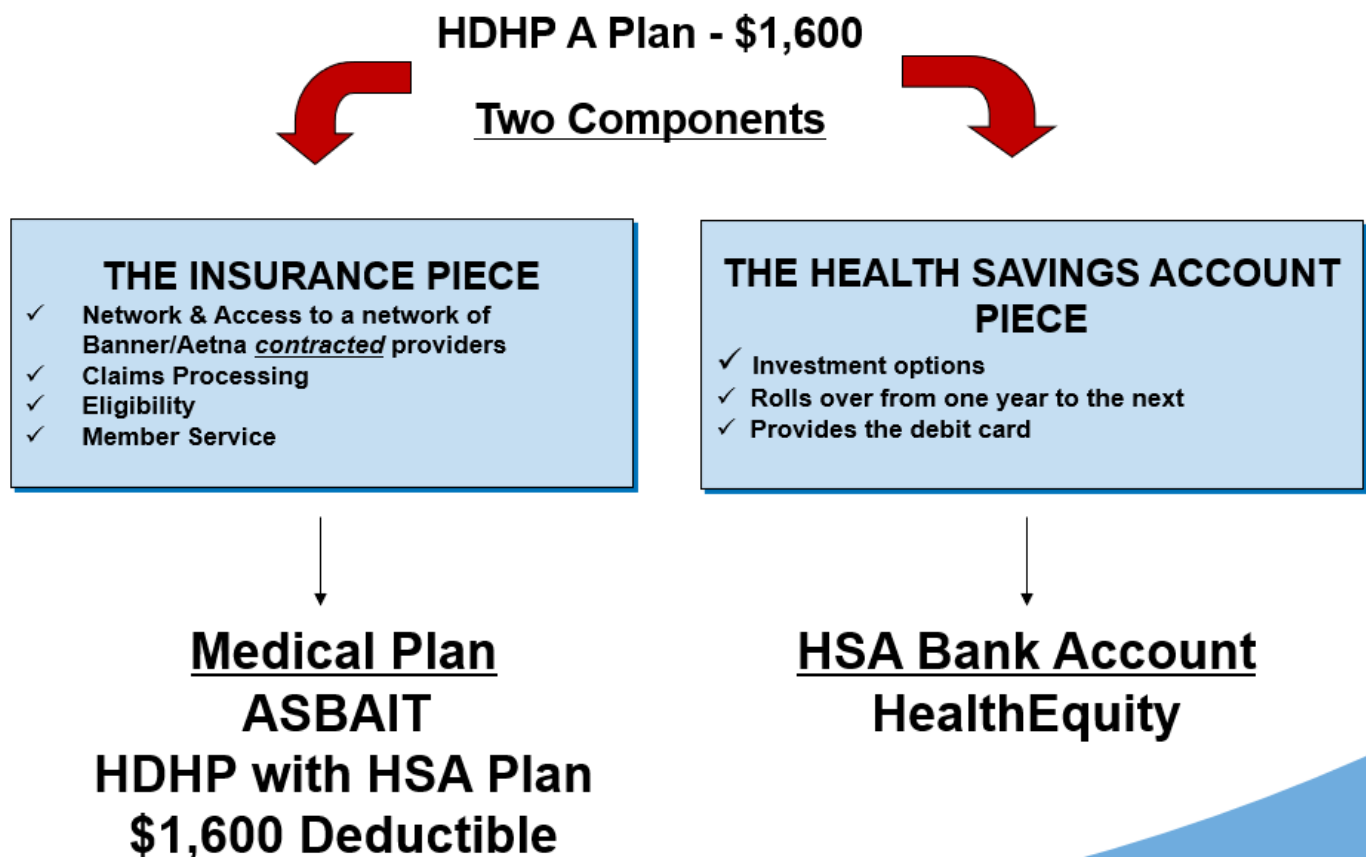 HDHP A Plan - $1,600
Two Components
THE INSURANCE PIECE
✓ Network & Access to a network of
Banner/Aetna contracted providers
✓ Claims Processing
✓ Eligibility
✓ Member Service
THE HEALTH SAVINGS ACCOUNT
PIECE
✓ Investment options
✓ Rolls over from one year to the next
✓ Provides the debit card
Medical Plan
ASBAIT
HDHP with HSA Plan
$1,600 Deductible
HSA Bank Account
HealthEquity